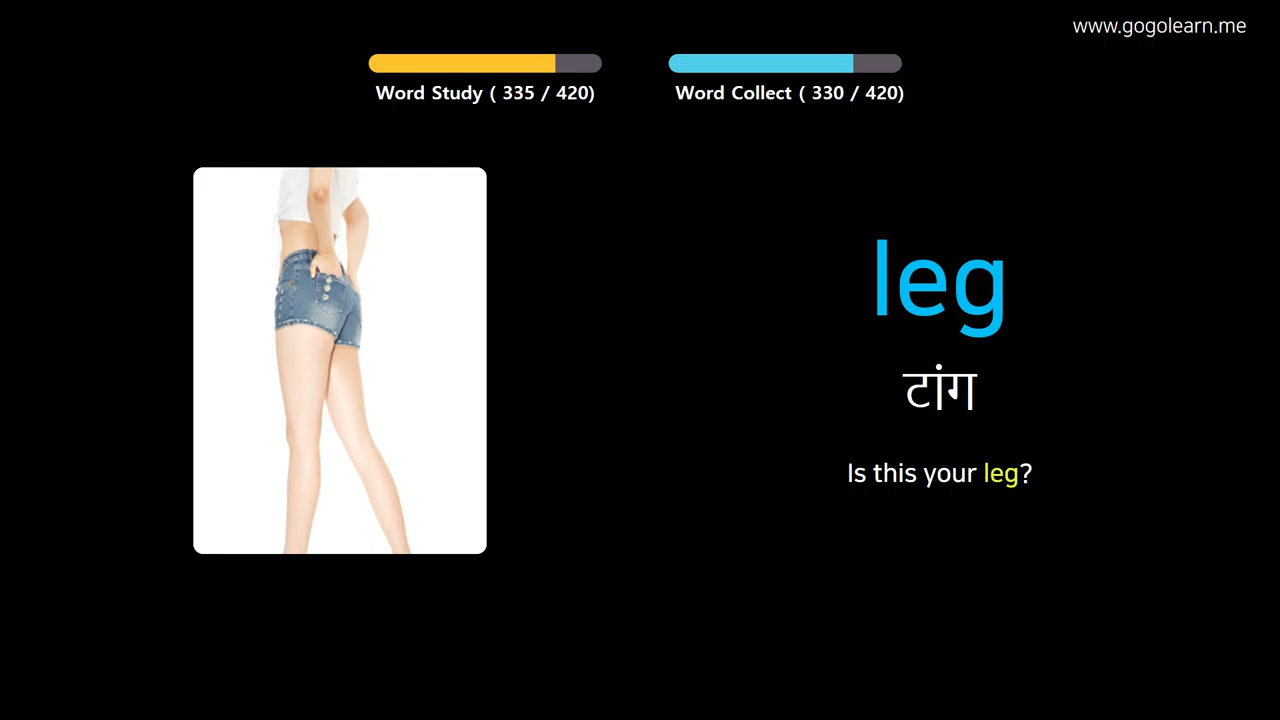 www.gogolearn.me
Word Study ( 335 / 420)
Word Collect ( 330 / 420)
leg
टांग
Is this your leg?